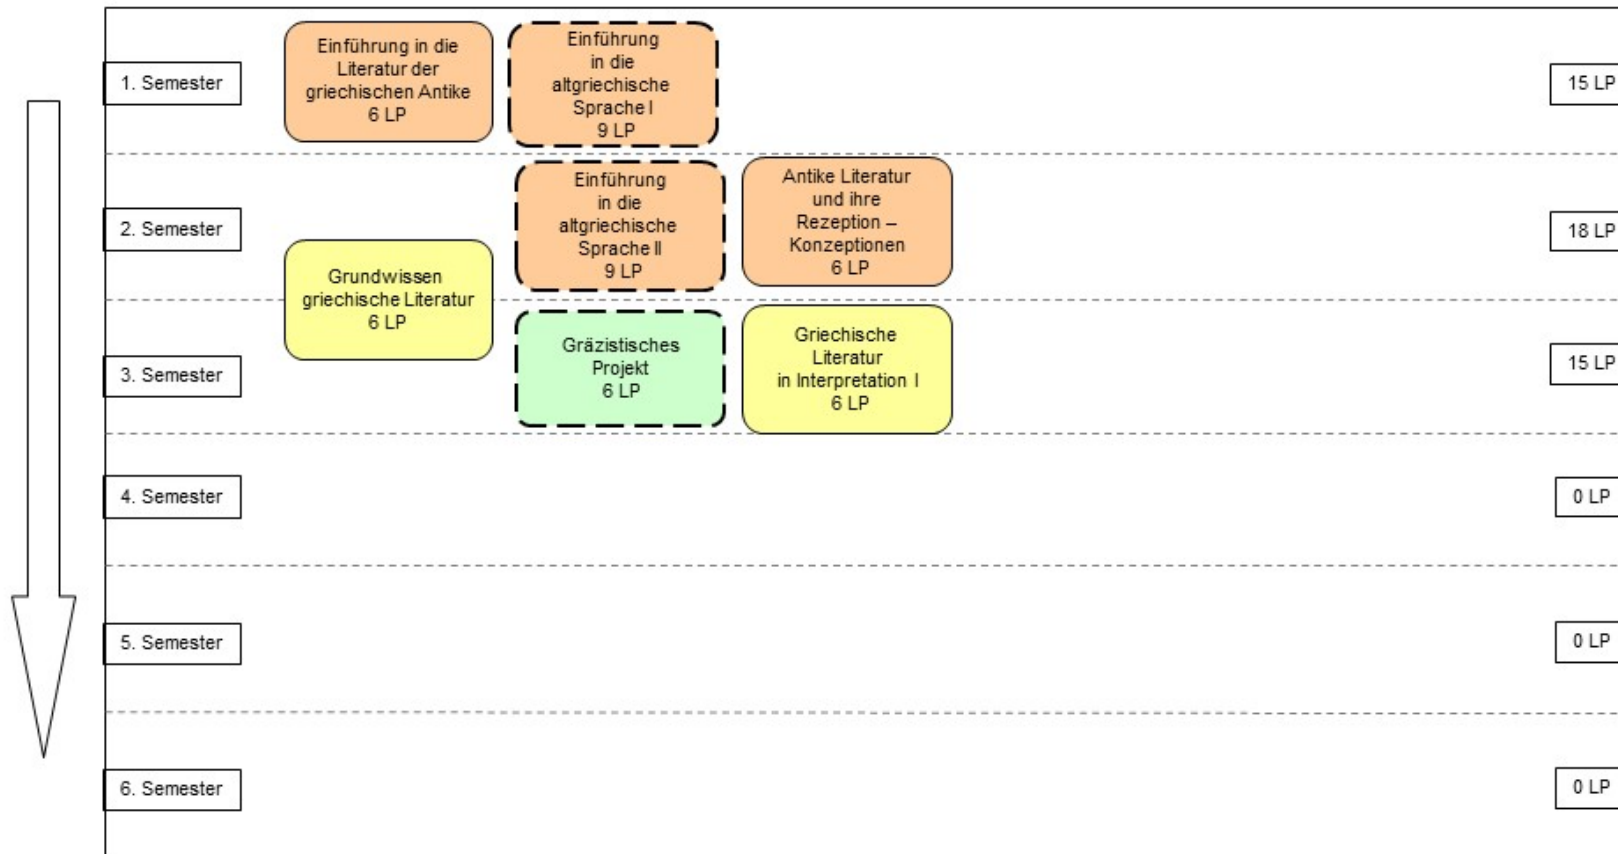 Einführung in die
Literatur der
griechischen Antike
6 LP
Einführung
in die
altgriechische
Sprache I
9 LP
1. Semester
15 LP
Einführung
in die
altgriechische
Sprache II
9 LP
Antike Literatur
und ihre
Rezeption –
Konzeptionen
6 LP
2. Semester
18 LP
Grundwissen
griechische Literatur
6 LP
Gräzistisches
Projekt
6 LP
Griechische
Literatur
in Interpretation I
6 LP
3. Semester
15 LP
4. Semester
0 LP
5. Semester
0 LP
6. Semester
0 LP